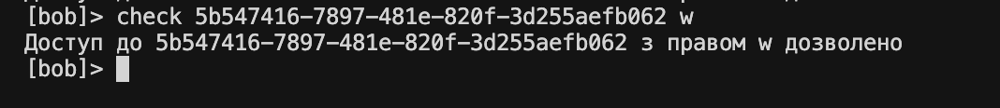 [bob]> check 5b547416-7897-481e-820f-3d255aefb062 w
Доступ до 5b547416-7897-481e-820f-3d255aefb062 з правом w дозволено
[bob]>